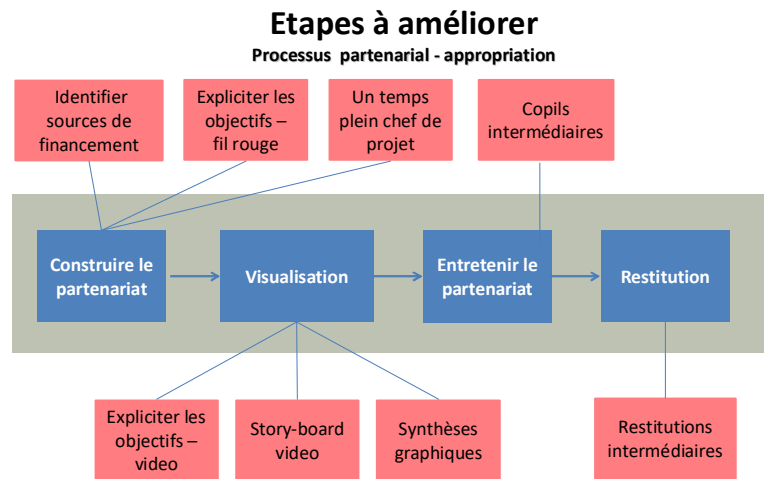 Etapes à améliorer
Processus partenarial - appropriation
Identifier
sources de
financement
Expliciter les
objectifs –
fil rouge
Un temps
plein chef de
projet
Copils
intermédiaires
Construire le
partenariat
Visualisation
Entretenir le
partenariat
Restitution
Expliciter les
objectifs –
video
Story-board
video
Synthèses
graphiques
Restitutions
intermédiaires